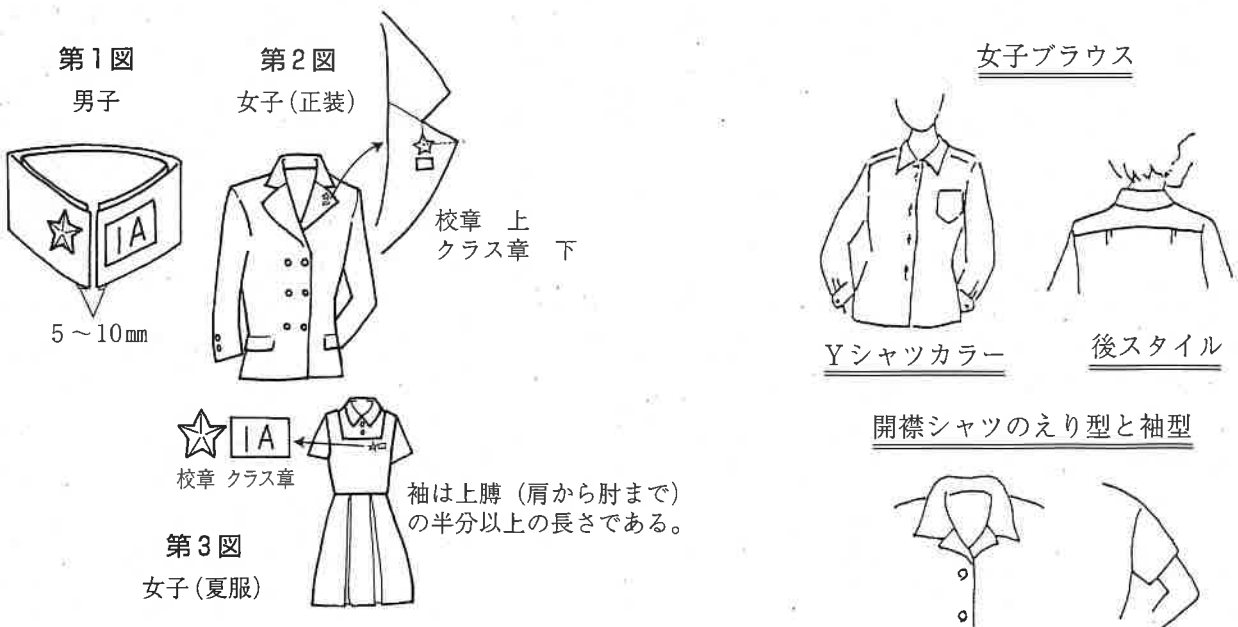 第1図
男子
1A
5～10㎜
第2図
女子(正装)
校章　上
クラス章　下
1A
校章 クラス章
第3図
女子(夏服)
袖は上膊（肩から肘まで）
の半分以上の長さである。
女子ブラウス
Yシャツカラー
後スタイル
開襟シャツのえり型と袖型